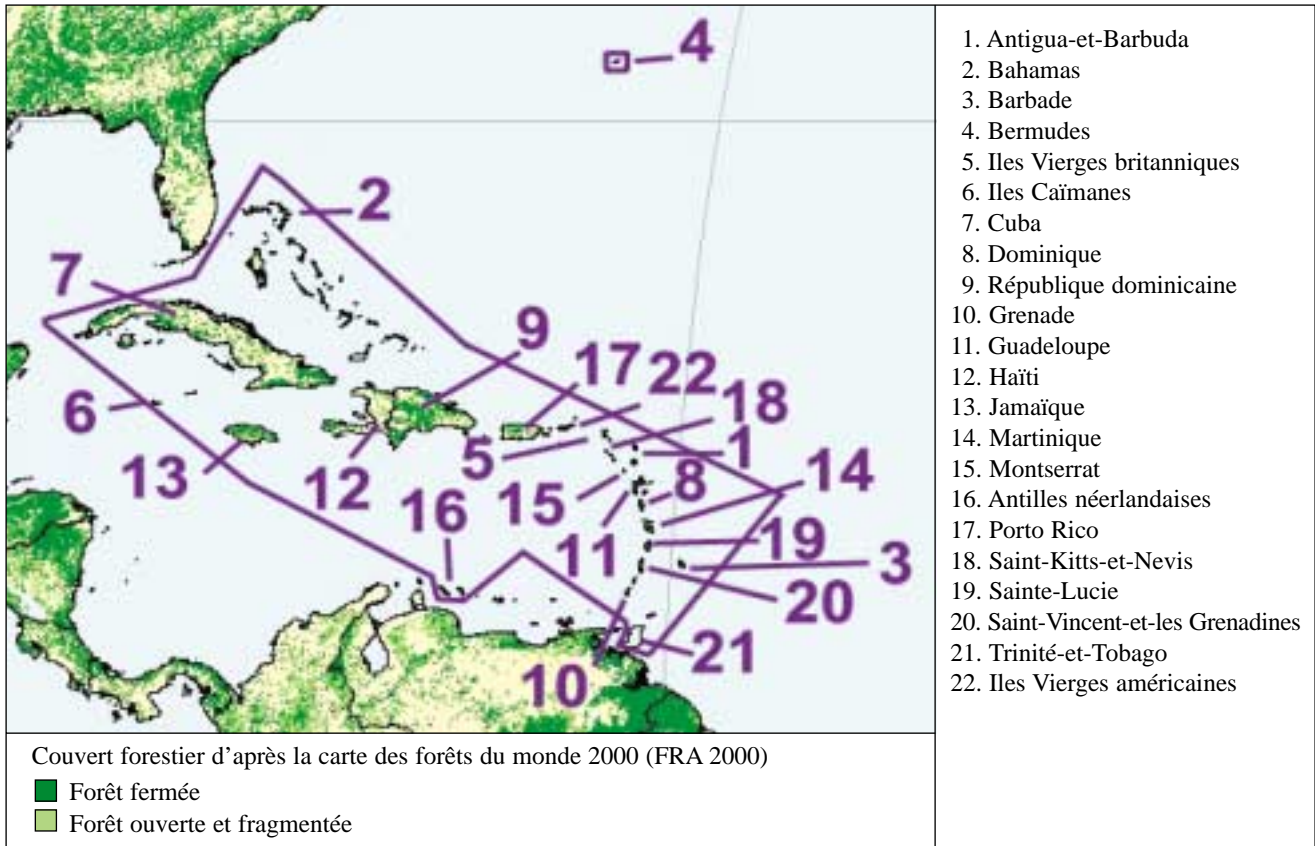 4
2
7
9
17
22
18
6
5
1
13
12
15
8
14
16
11
19
3
20
21
10
1. Antigua-et-Barbuda
2. Bahamas
3. Barbade
4. Bermudes
5. Iles Vierges britanniques
6. Iles Caïmanes
7. Cuba
8. Dominique
9. République dominicaine
10. Grenade
11. Guadeloupe
12. Haïti
13. Jamaïque
14. Martinique
15. Montserrat
16. Antilles néerlandaises
17. Porto Rico
18. Saint-Kitts-et-Nevis
19. Sainte-Lucie
20. Saint-Vincent-et-les Grenadines
21. Trinité-et-Tobago
22. Iles Vierges américaines
Couvert forestier d'après la carte des forêts du monde 2000 (FRA 2000)
Forêt fermée
Forêt ouverte et fragmentée